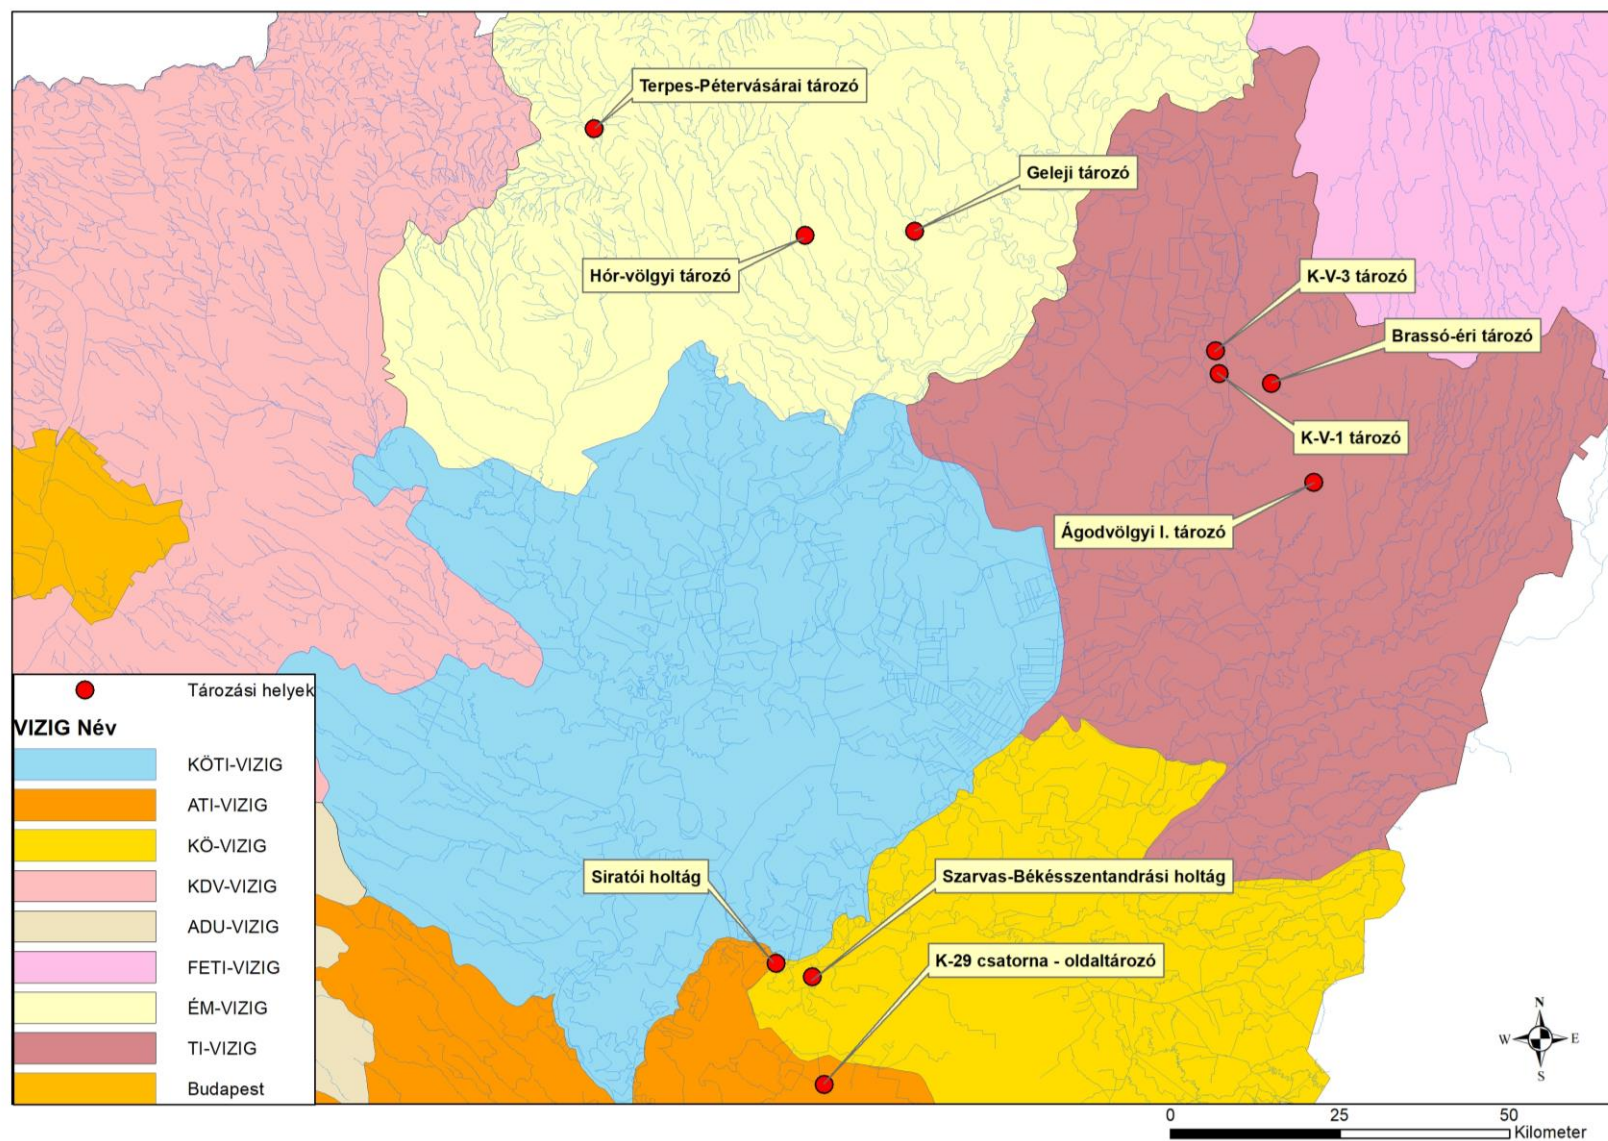 Terpes-Pétervásárai tározó
Geleji tározó
Hór-völgyi tározó
K-V-3 tározó
Brassó-éri tározó
K-V-1 tározó
Ágodvölgyi I. tározó
Siratói holtág
Szarvas-Békésszentandrási holtág
K-29 csatorna - oldaltározó
Tározási helyek
VIZIG Név
KÖTI-VIZIG
ATI-VIZIG
KÖ-VIZIG
KDV-VIZIG
ADU-VIZIG
FETI-VIZIG
ÉM-VIZIG
TI-VIZIG
Budapest
N
W E
S
0 25 50
Kilometer